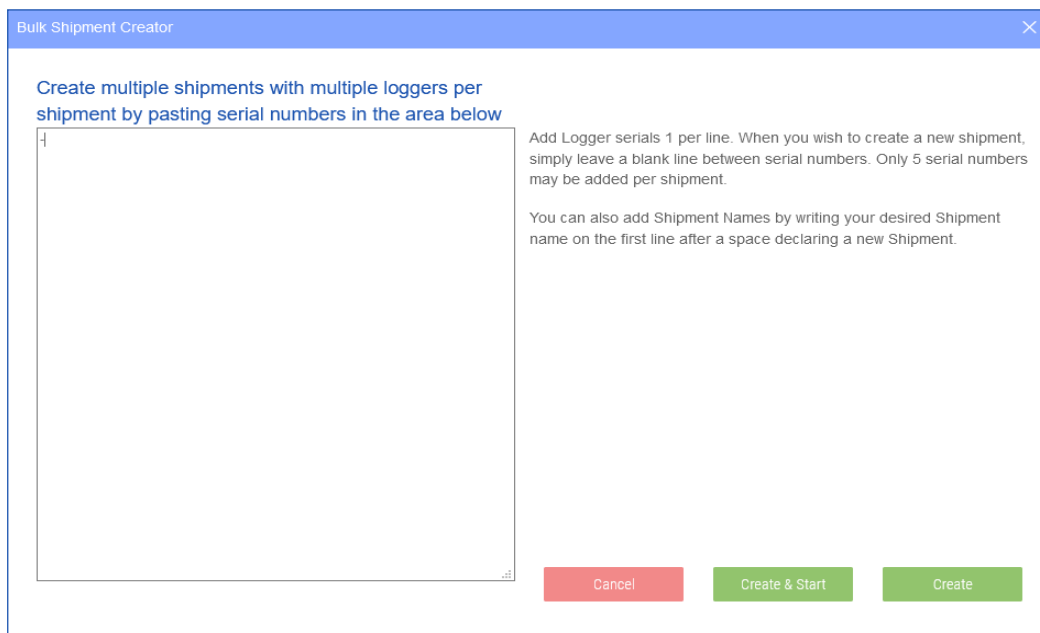 Bulk Shipment Creator
Create multiple shipments with multiple loggers per
shipment by pasting serial numbers in the area below
-
Add Logger serials 1 per line. When you wish to create a new shipment,
simply leave a blank line between serial numbers. Only 5 serial numbers
may be added per shipment.
You can also add Shipment Names by writing your desired Shipment
name on the first line after a space declaring a new Shipment.
Cancel
Create & Start
Create